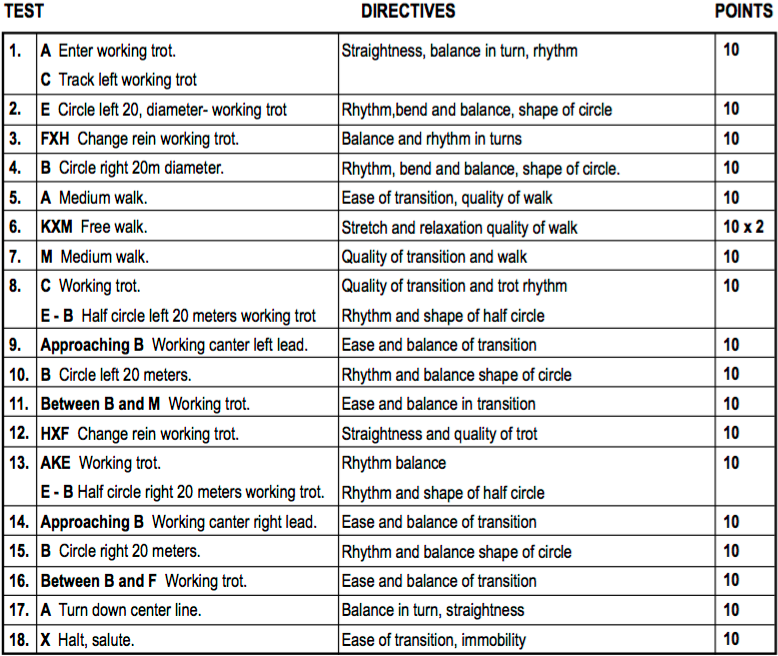 TEST DIRECTIVES POINTS
1. A Enter working trot. Straightness, balance in turn, rhythm 10
C Track left working trot
2. E Circle left 20, diameter- working trot Rhythm,bend and balance, shape of circle 10
3. FXH Change rein working trot. Balance and rhythm in turns 10
4. B Circle right 20m diameter. Rhythm, bend and balance, shape of circle. 10
5. A Medium walk. Ease of transition, quality of walk 10
6. KXM Free walk. Stretch and relaxation quality of walk 10 x 2
7. M Medium walk. Quality of transition and walk 10
8. C Working trot. Quality of transition and trot rhythm 10
E - B Half circle left 20 meters working trot Rhythm and shape of half circle
9. Approaching B Working canter left lead. Ease and balance of transition 10
10. B Circle left 20 meters. Rhythm and balance shape of circle 10
11. Between B and M Working trot. Ease and balance in transition 10
12. HXF Change rein working trot. Straightness and quality of trot 10
13. AKE Working trot. Rhythm balance 10
E - B Half circle right 20 meters working trot. Rhythm and shape of half circle
14. Approaching B Working canter right lead. Ease and balance of transition 10
15. B Circle right 20 meters. Rhythm and balance shape of circle 10
16. Between B and F Working trot. Ease and balance of transition 10
17. A Turn down center line. Balance in turn, straightness 10
18. X Halt, salute. Ease of transition, immobility 10